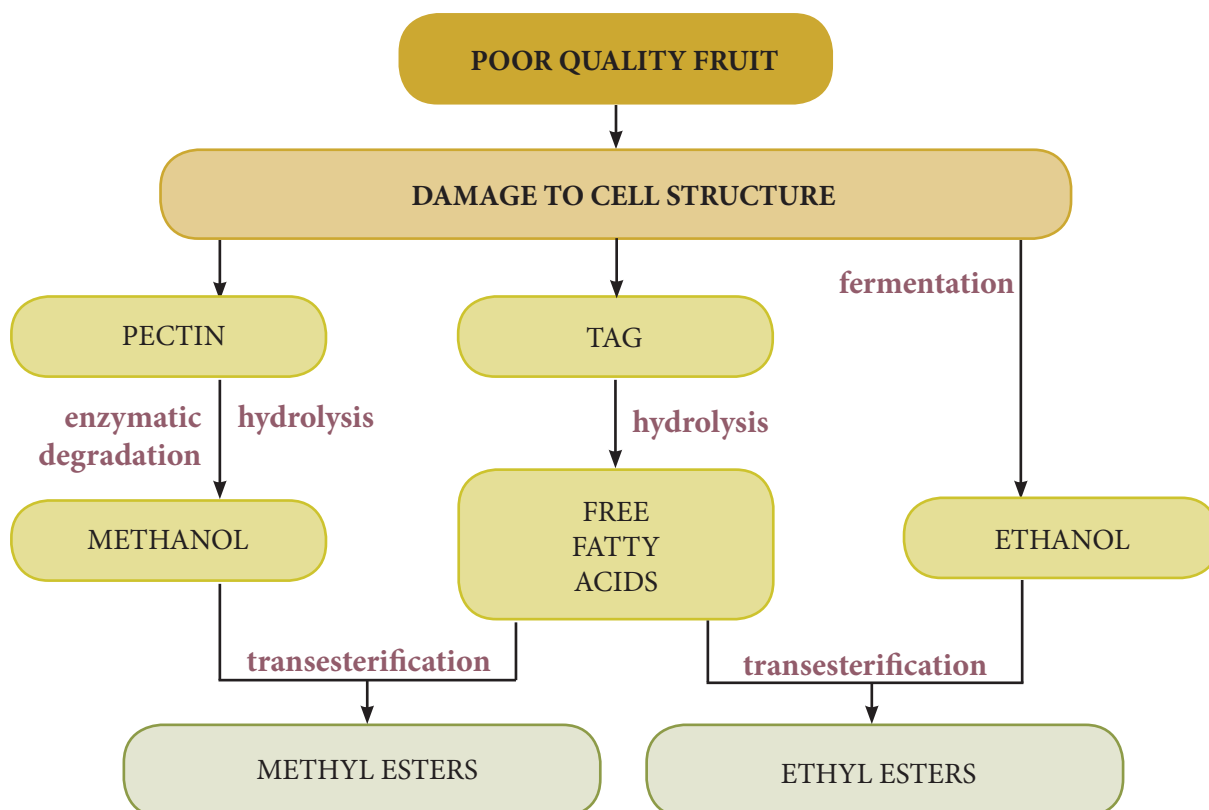 POOR QUALITY FRUIT
DAMAGE TO CELL STRUCTURE
fermentation
PECTIN
TAG
enzymatic
degradation
hydrolysis
hydrolysis
METHANOL
FREE
FATTY
ACIDS
ETHANOL
transesterification
transesterification
METHYL ESTERS
ETHYL ESTERS